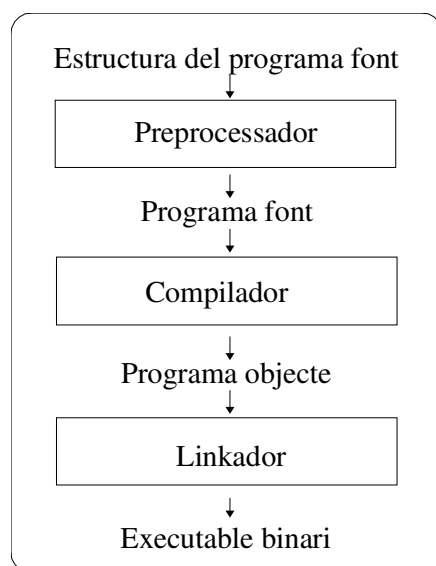 Estructura del programa font
Preprocessador
Programa font
Compilador
Programa objecte
Linkador
Executable binari